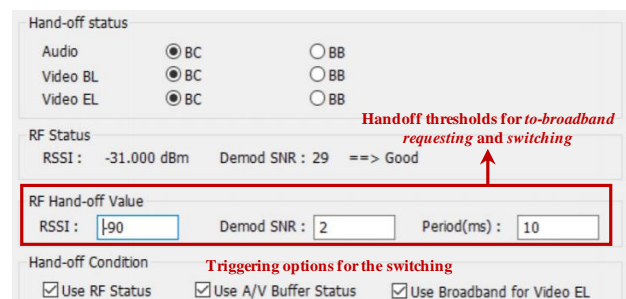 Hand-off status
Audio BC BB
Video BL BC BB
Video EL BC BB
Handoff thresholds for to-broadband
requesting and switching
RF Status
RSSI : -31.000 dBm Demod SNR : 29 ==> Good
RF Hand-off Value
RSSI : -90 Demod SNR : 2 Period(ms) : 10
Hand-off Condition
Triggering options for the switching
Use RF Status Use A/V Buffer Status Use Broadband for Video EL